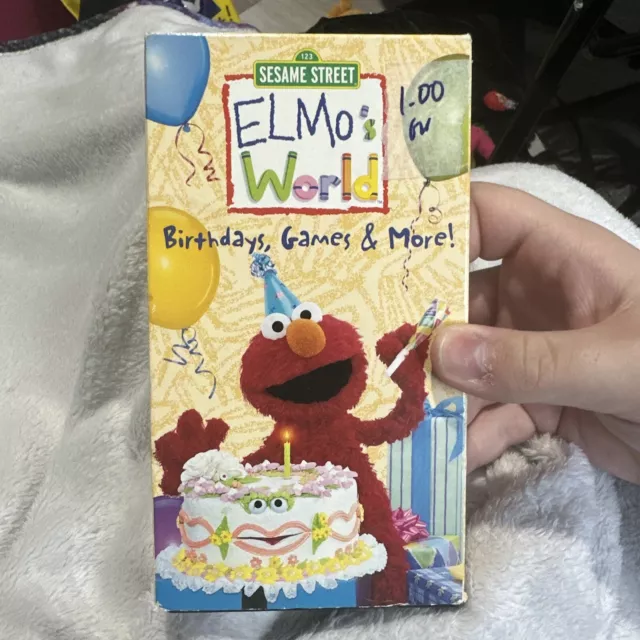 123
SESAME STREET
ELMO's
World
1.00
Birthdays, Games & More!